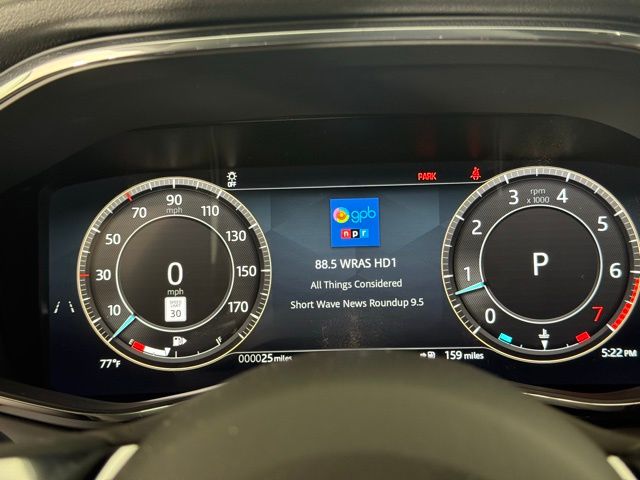 OFF
PARK
10 30 50 70 90 110 130 150 170
mph
0
mph
SPEED
LIMIT
30
E F
77°F
000025 miles
gpb
npr
88.5 WRAS HD1
All Things Considered
Short Wave News Roundup 9.5
159 miles
0 1 2 3 4 5 6 7
rpm
x 1000
P
5:22 PM